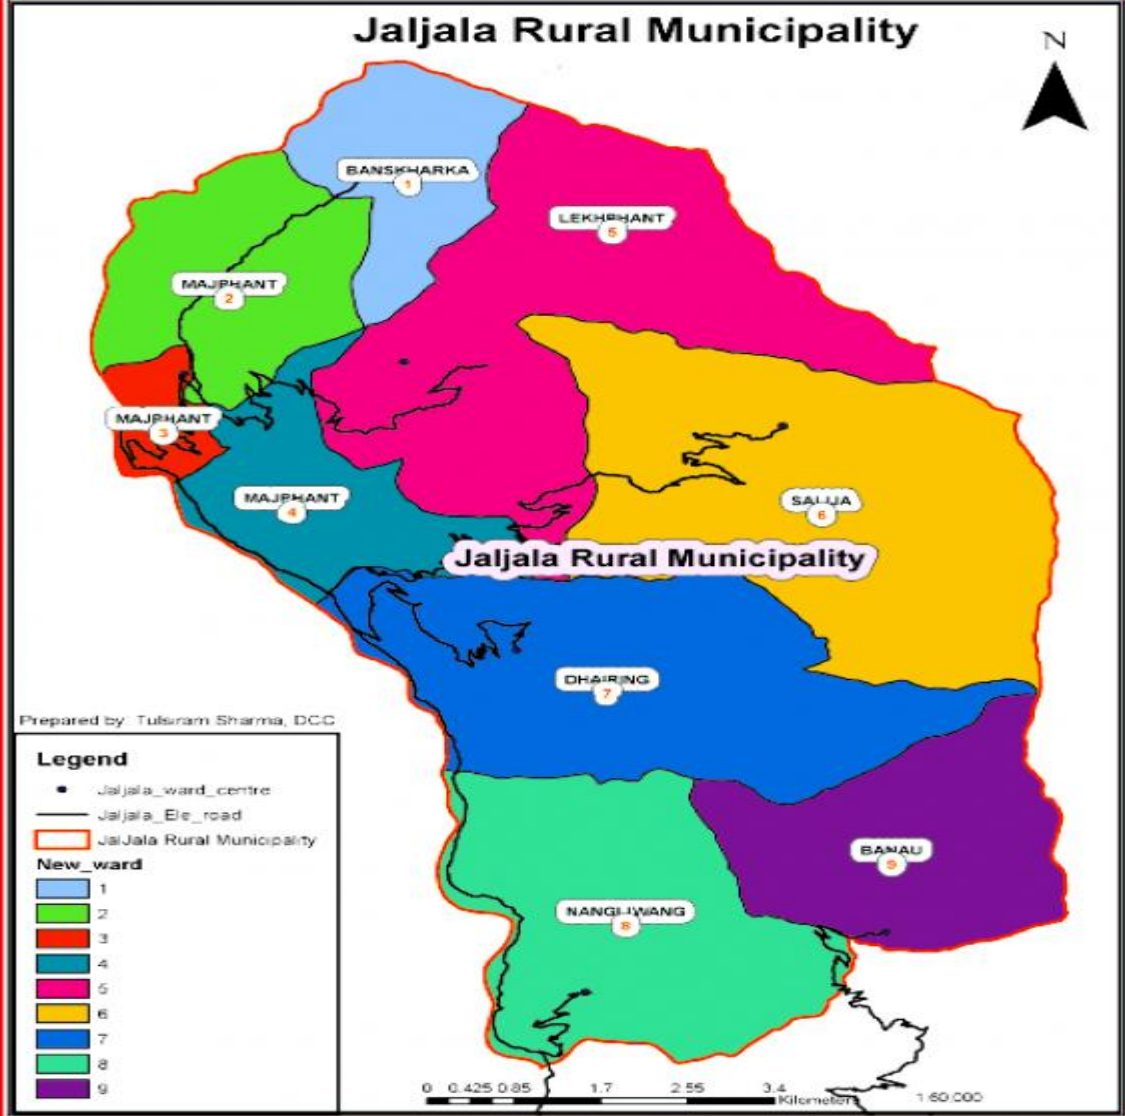 Jaljala Rural Municipality
N
BANSKHARKA
1
LEKHPHANT
5
MAJPHANT
2
MAJPHANT
3
MAJPHANT
4
SALIJA
6
Jaljala Rural Municipality
DHAIRING
7
Prepared by: Tulsiram Sharma, DCC
Legend
Jaljala_ward_centre
Jaljala_Ele_road
JalJala Rural Municipality
New_ward
1
2
3
4
5
6
7
8
9
BANAU
9
8
0 0.425 0.85 1.7 2.55 3.4
Kilometers
1:60,000